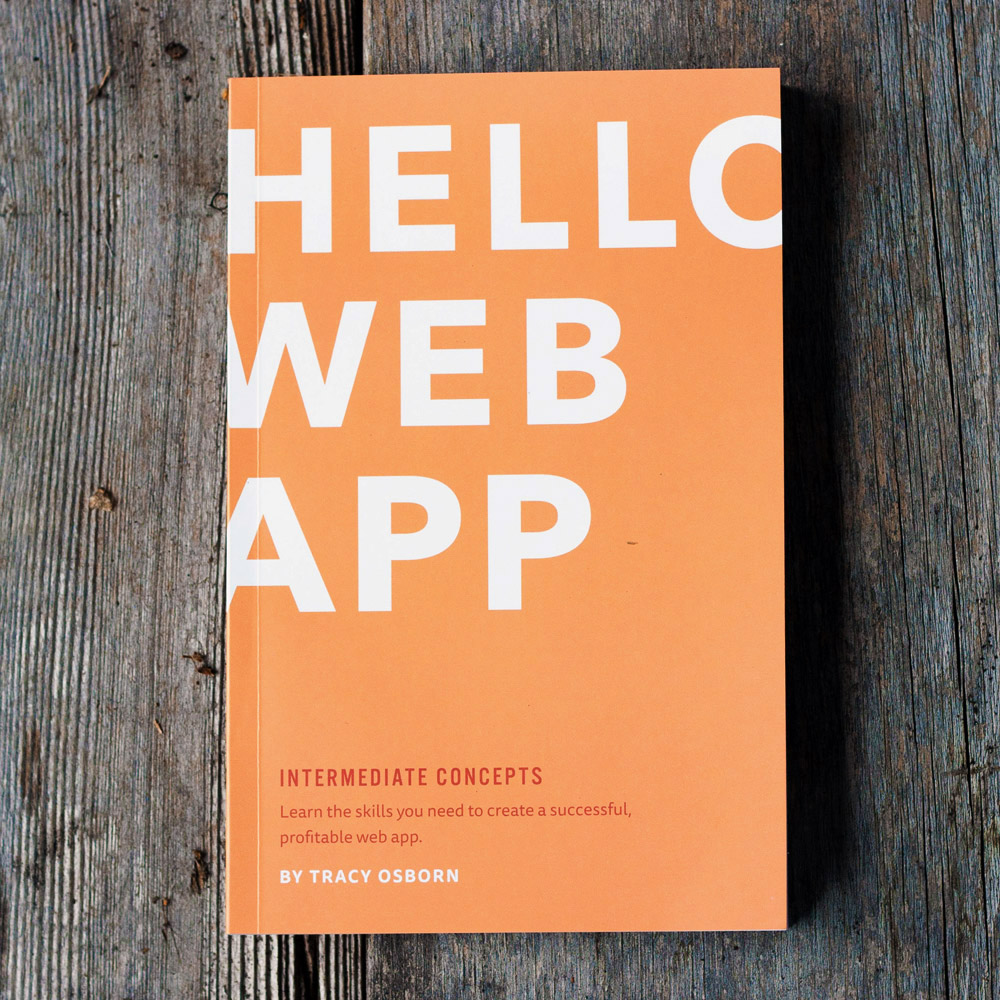 HELLO
WEB
APP
INTERMEDIATE CONCEPTS
Learn the skills you need to create a successful,
profitable web app.
BY TRACY OSBORN